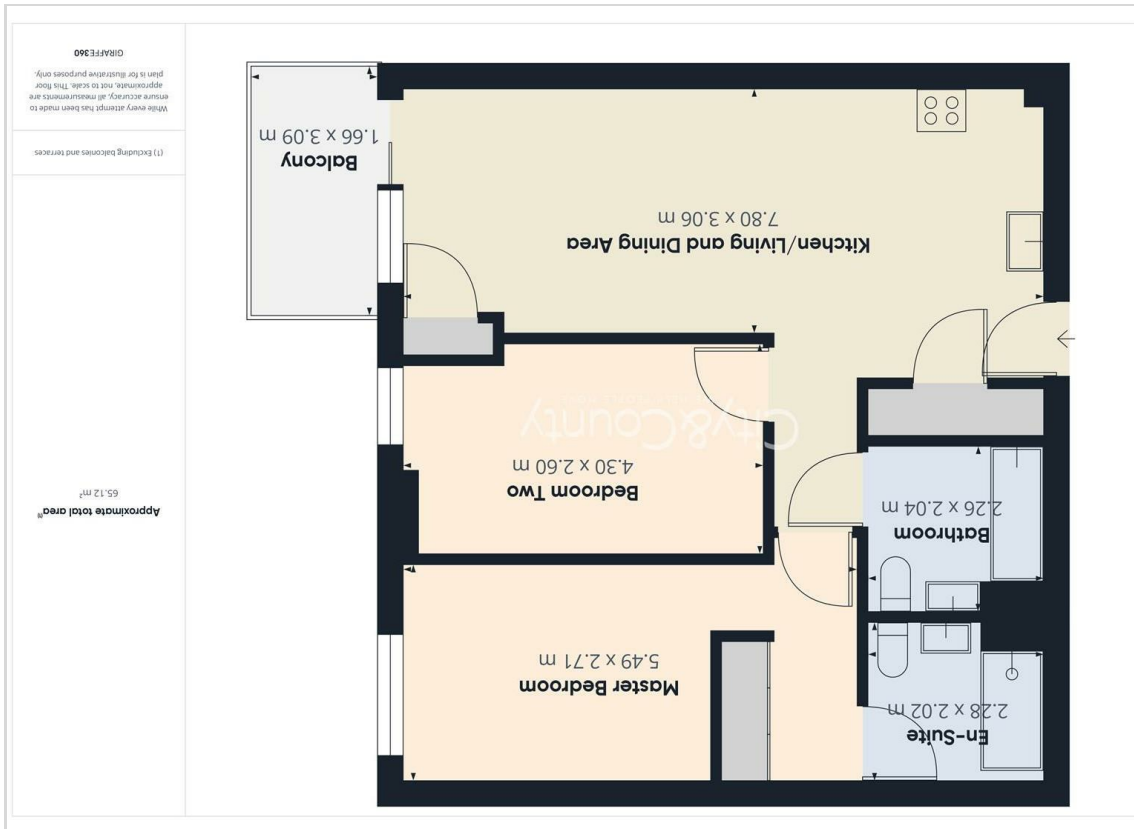 En-Suite
2.28 x 2.02 m
Master Bedroom
5.49 x 2.71 m
Bathroom
2.26 x 2.04 m
Bedroom Two
4.30 x 2.60 m
City&County
Kitchen/Living and Dining Area
7.80 x 3.06 m
Balcony
1.66 x 3.09 m
Approximate total area⁽¹⁾
65.12 m²
(1) Excluding balconies and terraces
While every attempt has been made to
ensure accuracy, all measurements are
approximate, not to scale. This floor
plan is for illustrative purposes only.
GIRAFFE360